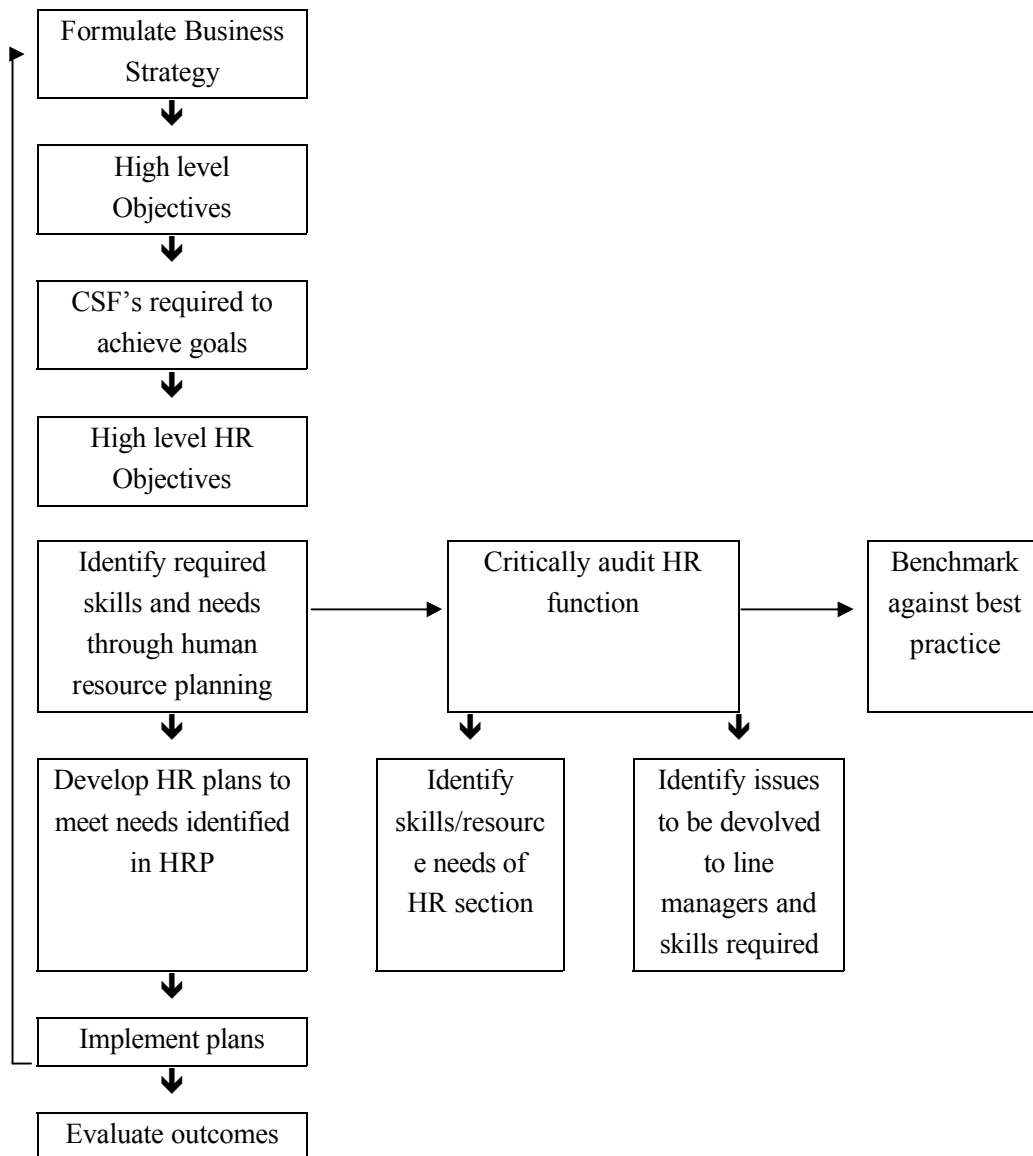 Formulate Business
Strategy
High level
Objectives
CSF’s required to
achieve goals
High level HR
Objectives
Identify required
skills and needs
through human
resource planning
Critically audit HR
function
Benchmark
against best
practice
Develop HR plans to
meet needs identified
in HRP
Identify
skills/resourc
e needs of
HR section
Identify issues
to be devolved
to line
managers and
skills required
Implement plans
Evaluate outcomes